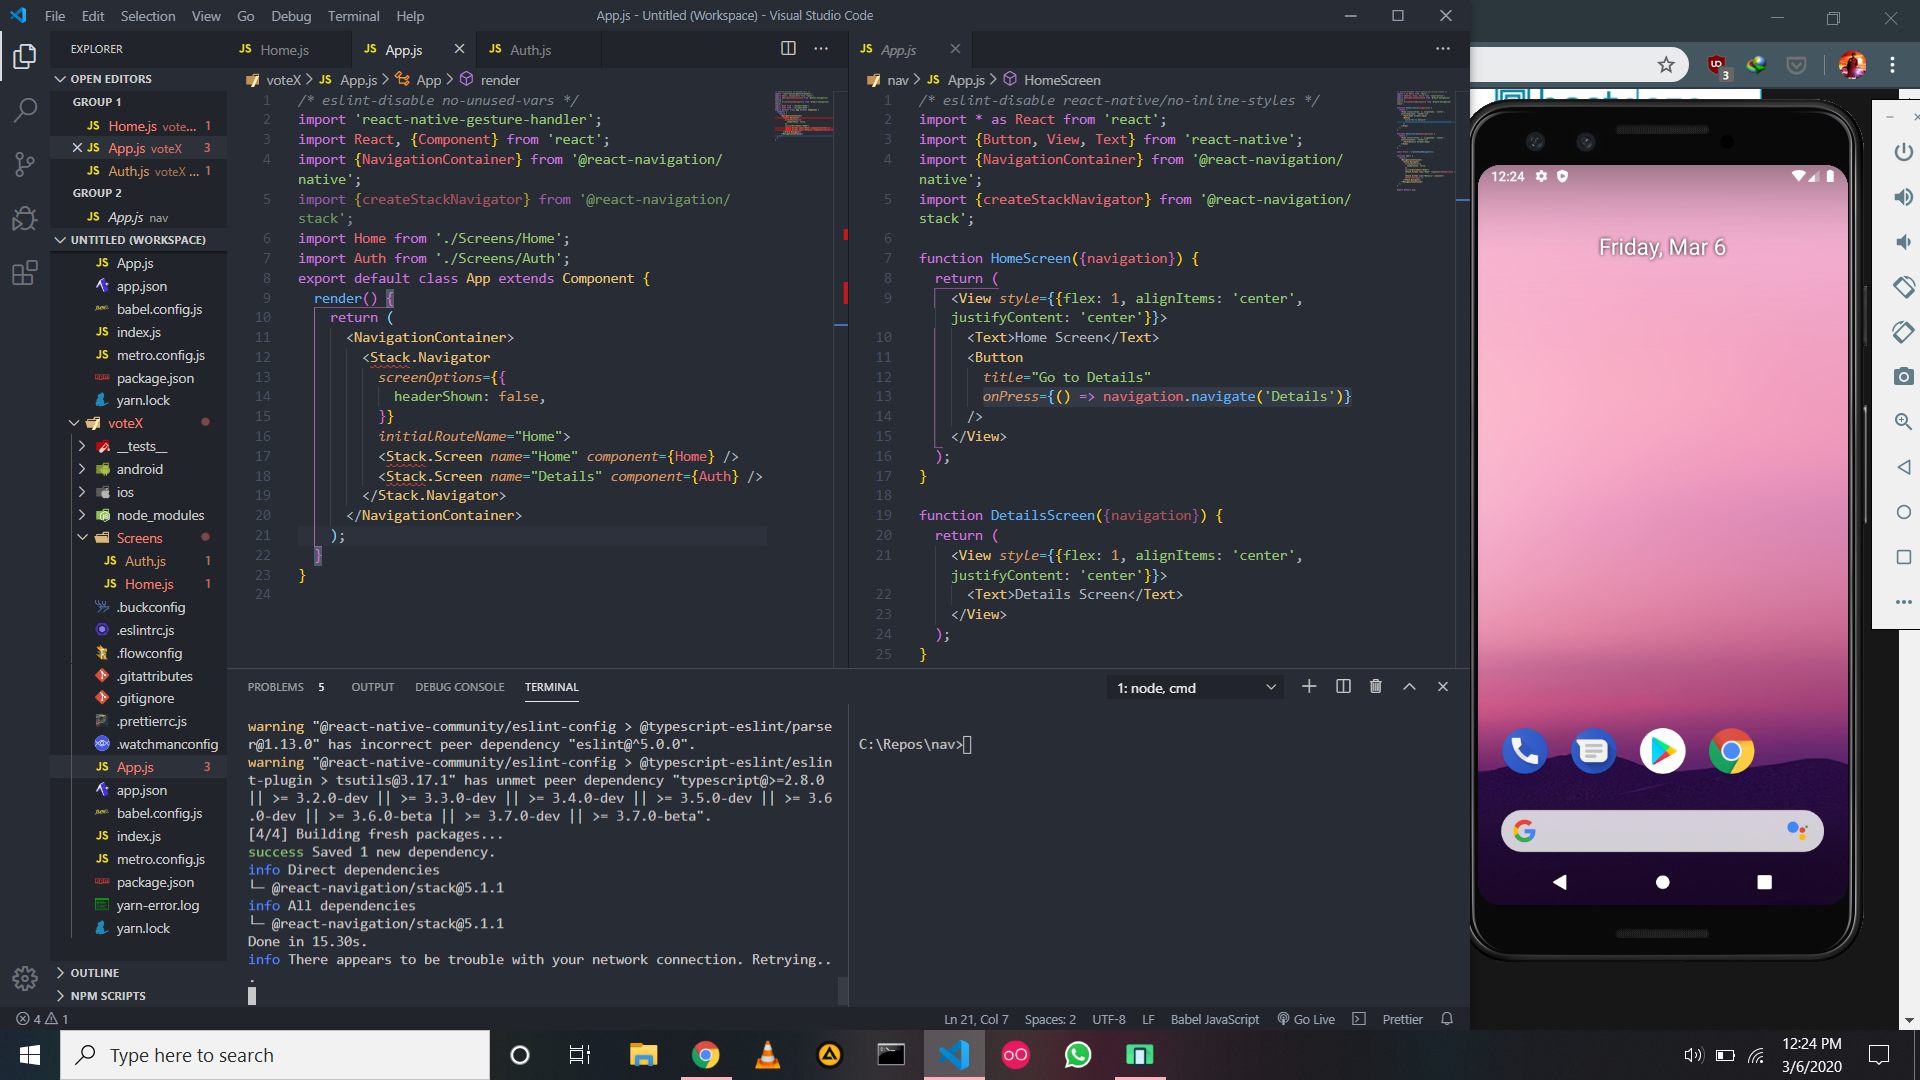 File Edit Selection View Go Debug Terminal Help
App.js - Untitled (Workspace) - Visual Studio Code
EXPLORER
OPEN EDITORS
GROUP 1
JS Home.js vote... 1
JS App.js voteX 3
JS Auth.js voteX ... 1
GROUP 2
JS App.js nav
UNTITLED (WORKSPACE)
JS App.js
app.json
babel.config.js
JS index.js
JS metro.config.js
package.json
yarn.lock
voteX
__tests__
android
ios
node_modules
Screens
JS Auth.js 1
JS Home.js 1
.buckconfig
.eslintrc.js
.flowconfig
.gitattributes
.gitignore
.prettierrc.js
.watchmanconfig
JS App.js 3
app.json
babel.config.js
JS index.js
JS metro.config.js
package.json
yarn-error.log
yarn.lock
OUTLINE
NPM SCRIPTS
JS Home.js JS App.js JS Auth.js
voteX > JS App.js > App > render
1 /* eslint-disable no-unused-vars */
2 import 'react-native-gesture-handler';
3 import React, {Component} from 'react';
4 import {NavigationContainer} from '@react-navigation/
native';
5 import {createStackNavigator} from '@react-navigation/
stack';
6 import Home from './Screens/Home';
7 import Auth from './Screens/Auth';
8 export default class App extends Component {
9 render() {
10 return (
11 <NavigationContainer>
12 <Stack.Navigator
13 screenOptions={{
14 headerShown: false,
15 }}
16 initialRouteName="Home">
17 <Stack.Screen name="Home" component={Home} />
18 <Stack.Screen name="Details" component={Auth} />
19 </Stack.Navigator>
20 </NavigationContainer>
21 );
22 }
23 }
24
JS App.js
nav > JS App.js > HomeScreen
1 /* eslint-disable react-native/no-inline-styles */
2 import * as React from 'react';
3 import {Button, View, Text} from 'react-native';
4 import {NavigationContainer} from '@react-navigation/
native';
5 import {createStackNavigator} from '@react-navigation/
stack';
6
7 function HomeScreen({navigation}) {
8 return (
9 <View style={{flex: 1, alignItems: 'center',
justifyContent: 'center'}}>
10 <Text>Home Screen</Text>
11 <Button
12 title="Go to Details"
13 onPress={() => navigation.navigate('Details')}
14 />
15 </View>
16 );
17 }
18
19 function DetailsScreen({navigation}) {
20 return (
21 <View style={{flex: 1, alignItems: 'center',
justifyContent: 'center'}}>
22 <Text>Details Screen</Text>
23 </View>
24 );
25 }
PROBLEMS 5 OUTPUT DEBUG CONSOLE TERMINAL
1: node, cmd
warning "@react-native-community/eslint-config > @typescript-eslint/parse
r@1.13.0" has incorrect peer dependency "eslint@^5.0.0".
warning "@react-native-community/eslint-config > @typescript-eslint/eslin
t-plugin > tsutils@3.17.1" has unmet peer dependency "typescript@>=2.8.0
|| >= 3.2.0-dev || >= 3.3.0-dev || >= 3.4.0-dev || >= 3.5.0-dev || >= 3.6
.0-dev || >= 3.6.0-beta || >= 3.7.0-dev || >= 3.7.0-beta".
[4/4] Building fresh packages...
success Saved 1 new dependency.
info Direct dependencies
└─ @react-navigation/stack@5.1.1
info All dependencies
└─ @react-navigation/stack@5.1.1
Done in 15.30s.
info There appears to be trouble with your network connection. Retrying..
.
C:\Repos\nav>
4 1
Ln 21, Col 7 Spaces: 2 UTF-8 LF Babel JavaScript Go Live Prettier
3
12:24
Friday, Mar 6
Type here to search
12:24 PM
3/6/2020